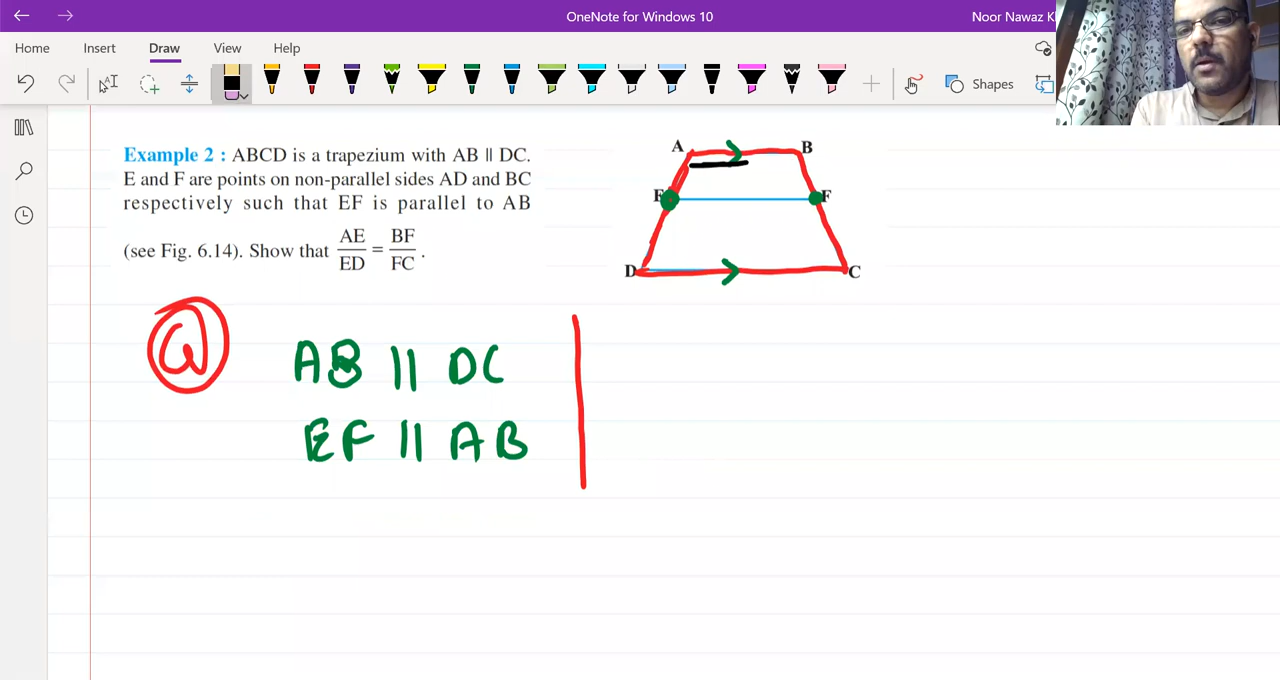 OneNote for Windows 10
Noor Nawaz K
Home Insert Draw View Help
Shapes
Example 2 : ABCD is a trapezium with AB || DC.
E and F are points on non-parallel sides AD and BC
respectively such that EF is parallel to AB
(see Fig. 6.14). Show that AE/ED = BF/FC .
A B
E F
D C
AB || DC
EF || AB